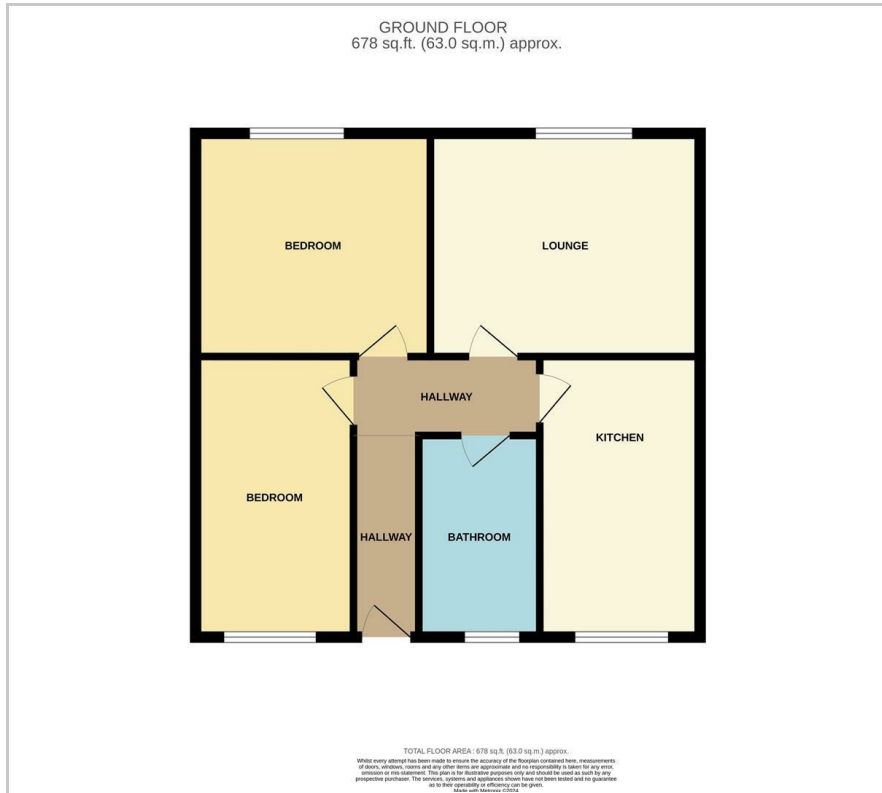 GROUND FLOOR
678 sq.ft. (63.0 sq.m.) approx.
BEDROOM
LOUNGE
HALLWAY
KITCHEN
BEDROOM
HALLWAY
BATHROOM
TOTAL FLOOR AREA : 678 sq.ft. (63.0 sq.m.) approx.
Whilst every attempt has been made to ensure the accuracy of the floorplan contained here, measurements
of doors, windows, rooms and any other items are approximate and no responsibility is taken for any error,
omission or mis-statement. This plan is for illustrative purposes only and should be used as such by any
prospective purchaser. The services, systems and appliances shown have not been tested and no guarantee
as to their operability or efficiency can be given.
Made with Metropix ©2024